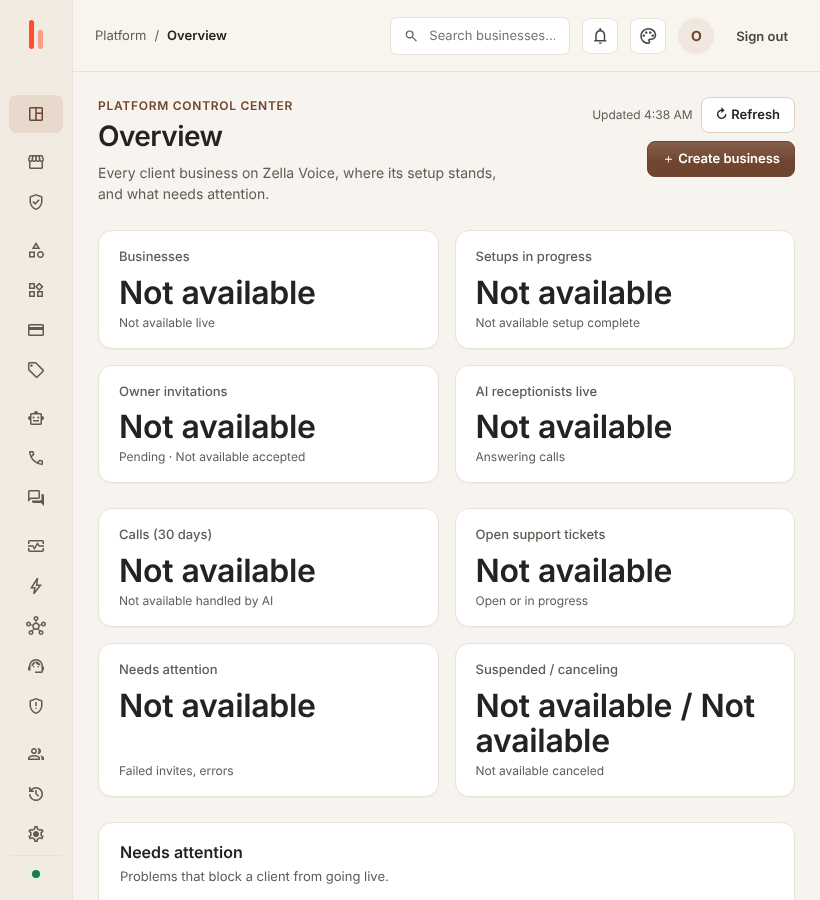 Platform / Overview
Search businesses...
O
Sign out
PLATFORM CONTROL CENTER
Overview
Every client business on Zella Voice, where its setup stands,
and what needs attention.
Updated 4:38 AM
Refresh
+ Create business
Businesses
Not available
Not available live
Setups in progress
Not available
Not available setup complete
Owner invitations
Not available
Pending · Not available accepted
AI receptionists live
Not available
Answering calls
Calls (30 days)
Not available
Not available handled by AI
Open support tickets
Not available
Open or in progress
Needs attention
Not available
Failed invites, errors
Suspended / canceling
Not available / Not
available
Not available canceled
Needs attention
Problems that block a client from going live.